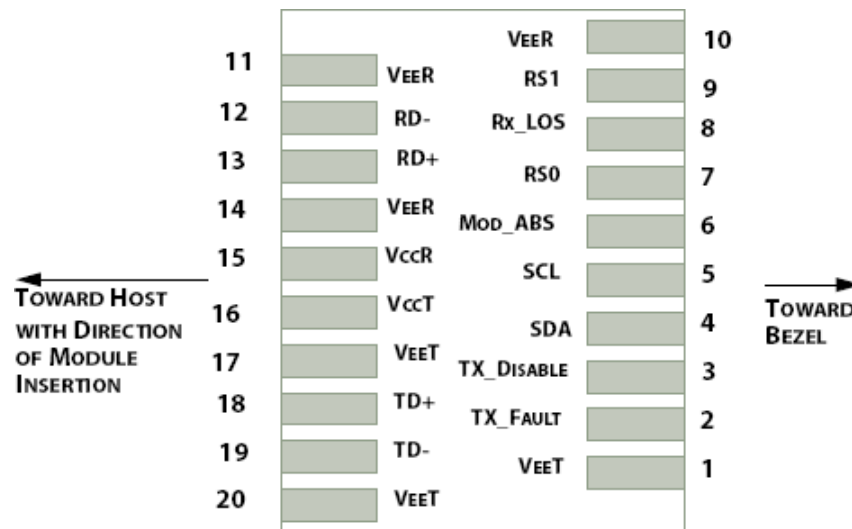 VEER 10
11 VEER
RS1 9
12 RD-
Rx_LOS 8
13 RD+
RS0 7
14 VEER
MOD_ABS 6
15 VCCR
SCL 5
TOWARD HOST
WITH DIRECTION
OF MODULE
INSERTION
TOWARD
BEZEL
16 VCCT
SDA 4
17 VEET
TX_DISABLE 3
18 TD+
TX_FAULT 2
19 TD-
VEET 1
20 VEET